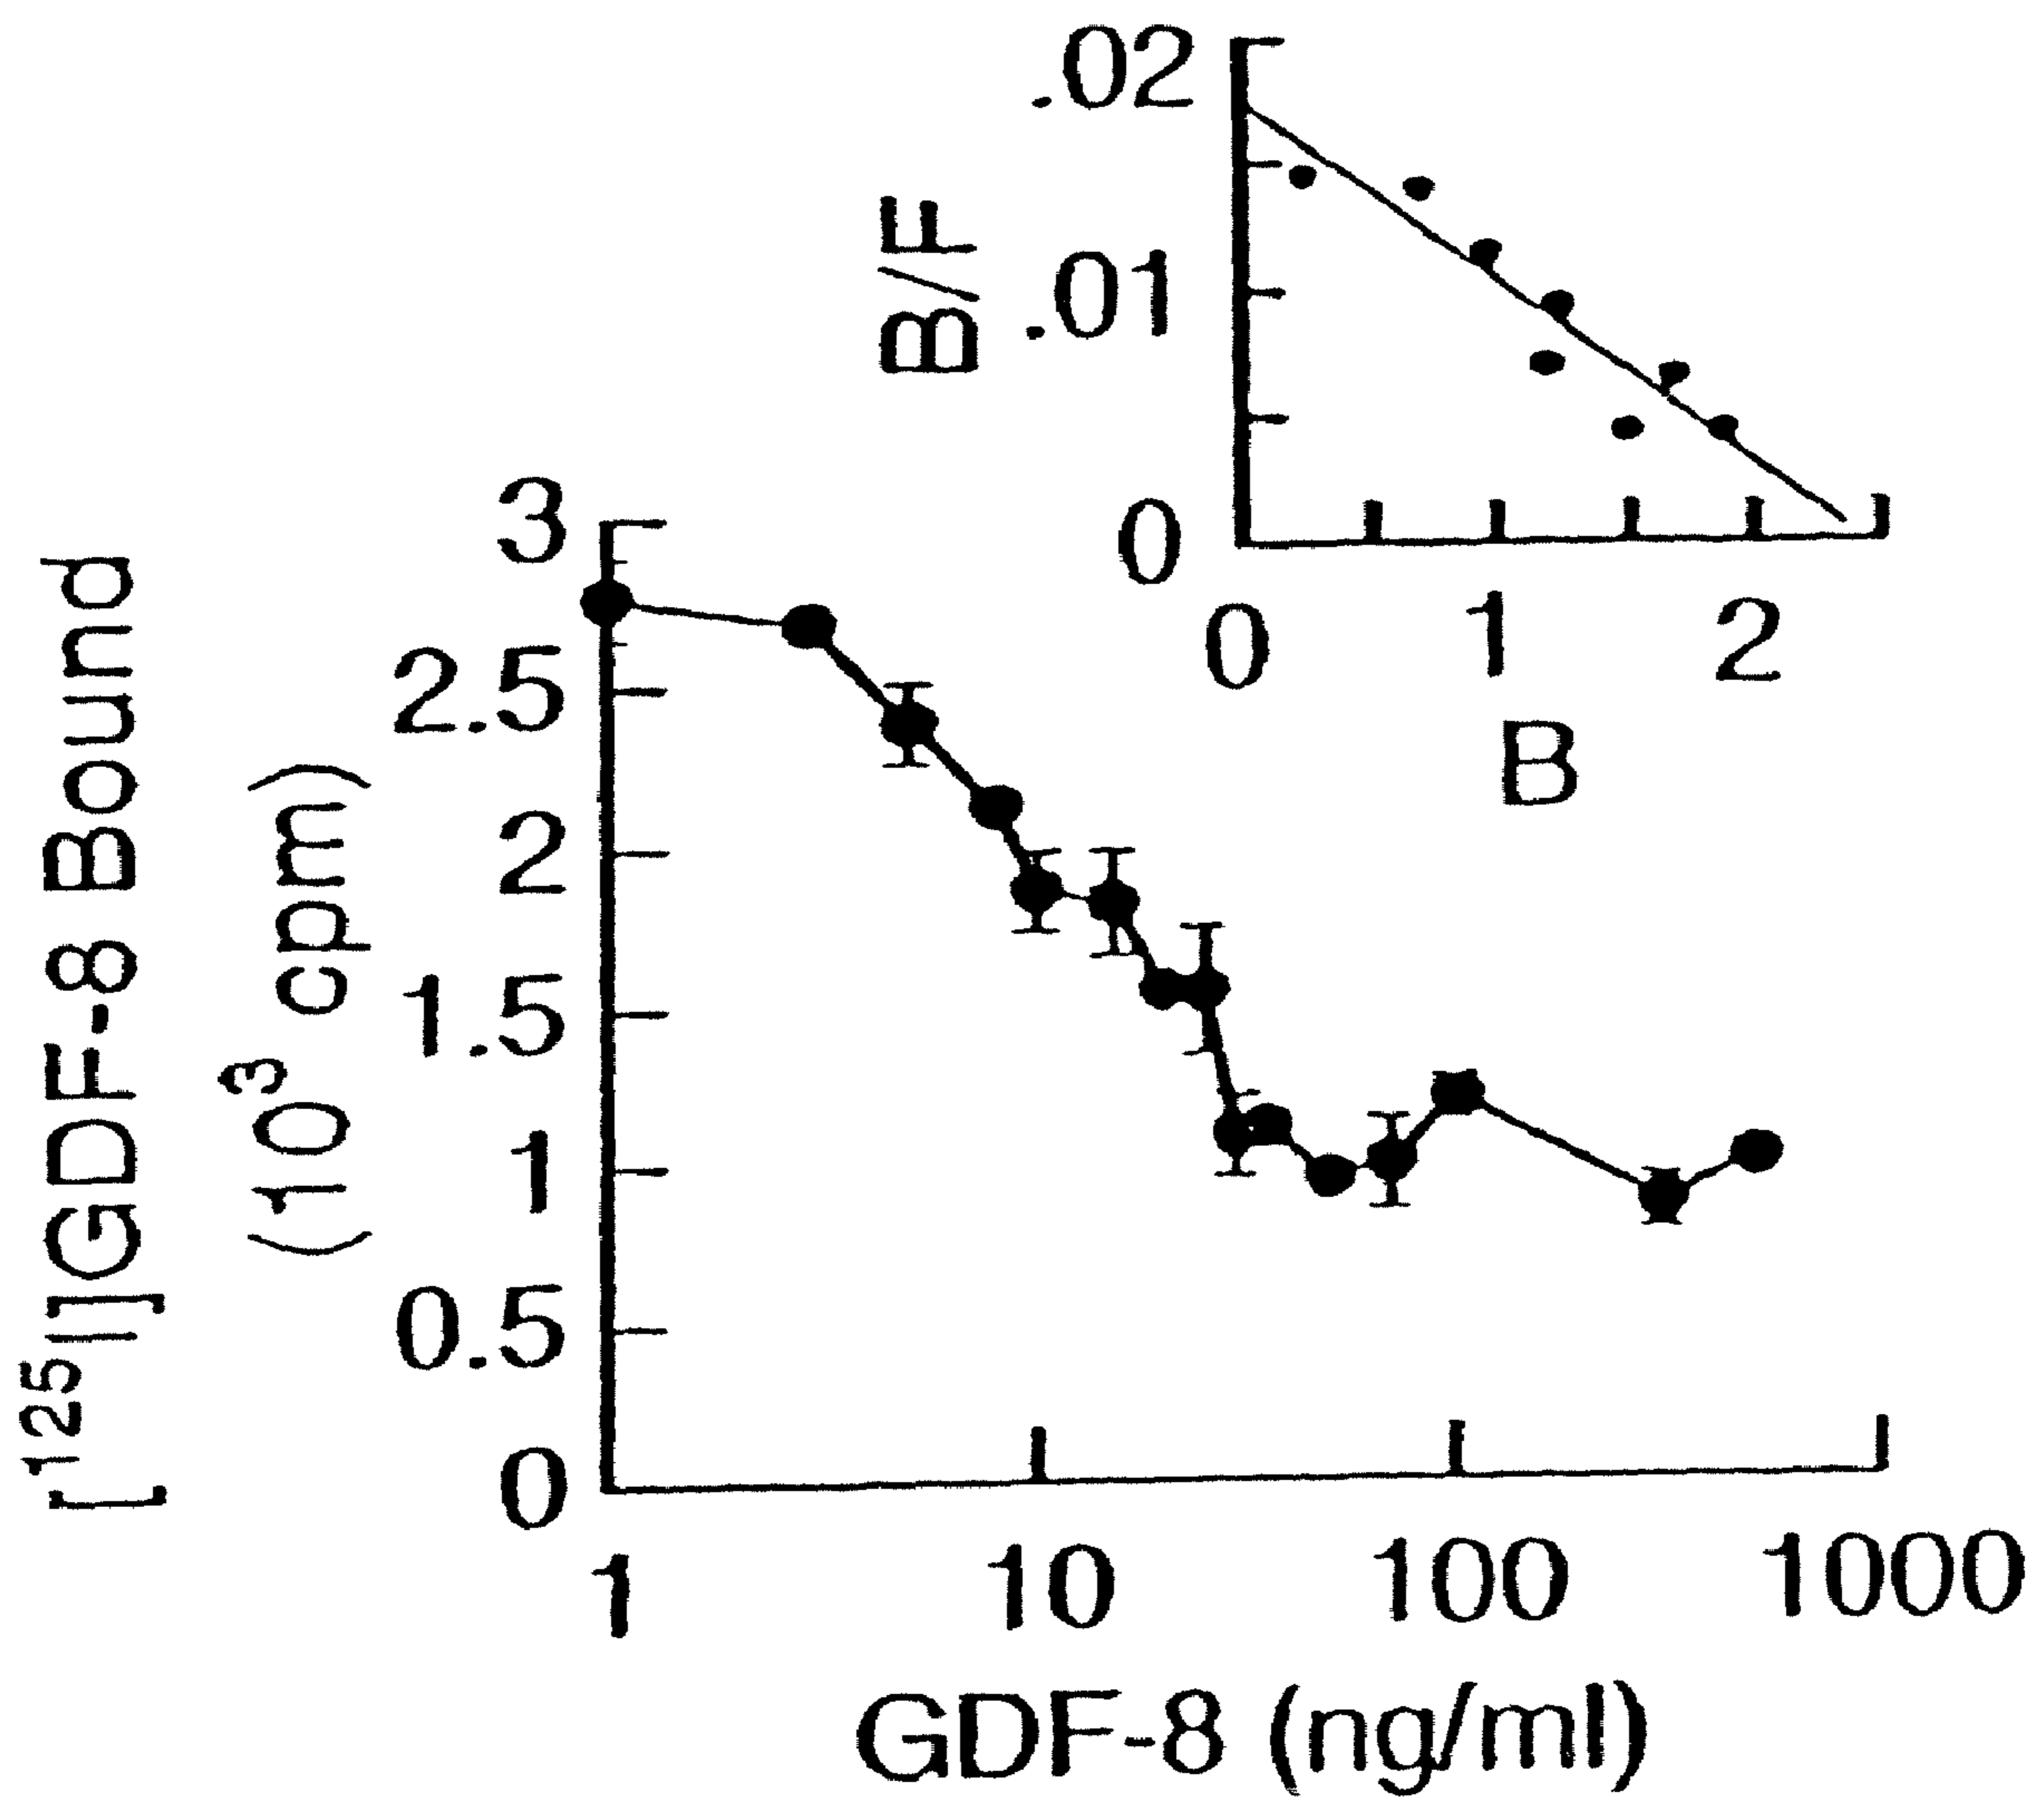 .02
.01
0
B/F
0 1 2
B
3
2.5
2
1.5
1
0.5
0
[¹²⁵I]GDF-8 Bound
(10³ cpm)
1 10 100 1000
GDF-8 (ng/ml)